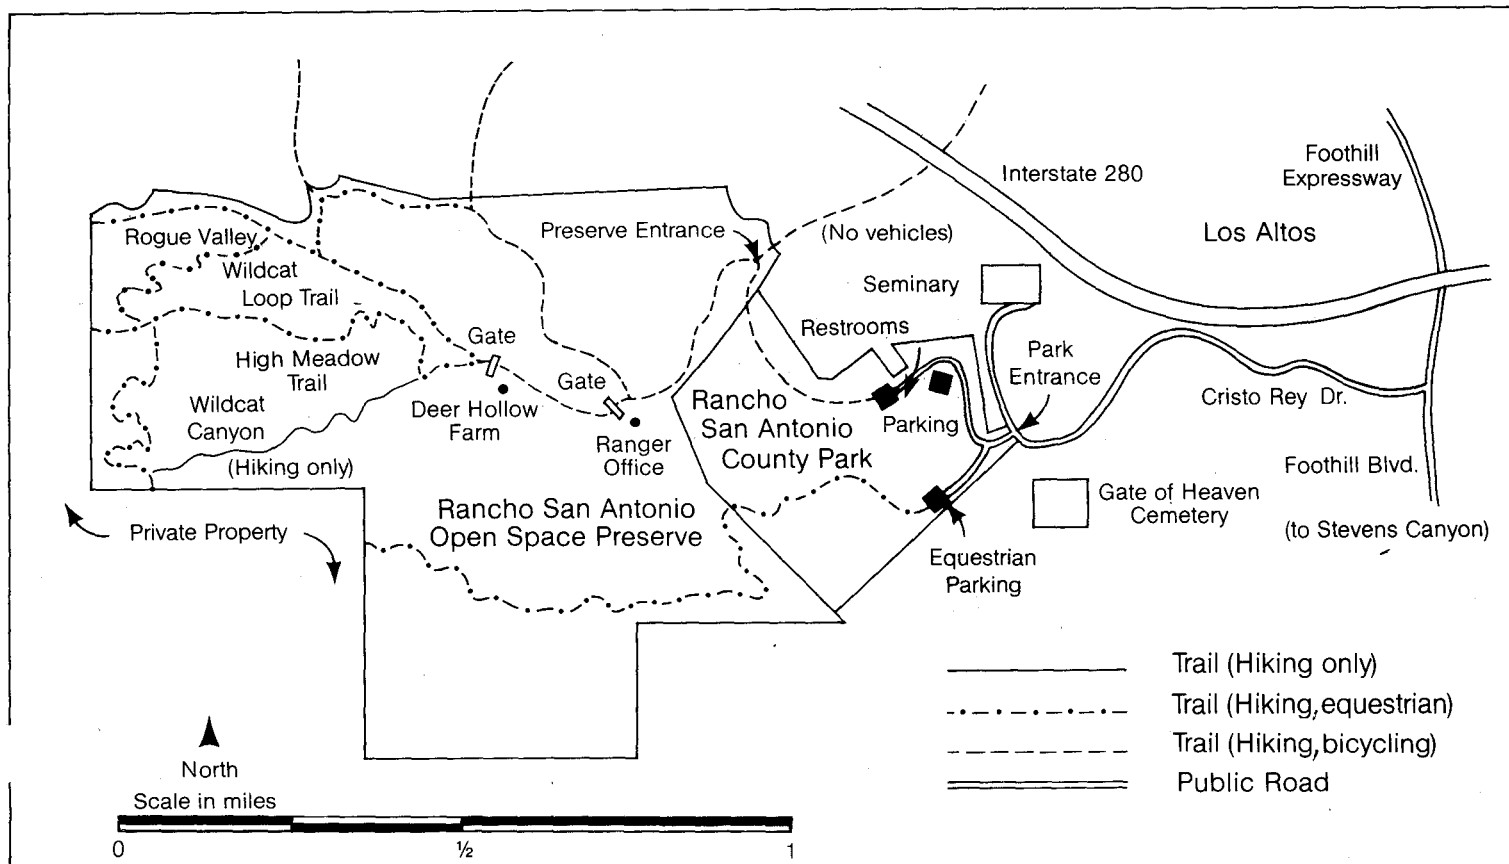 Interstate 280
Foothill
Expressway
Los Altos
Rogue Valley
Preserve Entrance
(No vehicles)
Wildcat
Loop Trail
Seminary
Restrooms
Gate
High Meadow
Trail
Park
Entrance
Gate
Wildcat
Canyon
Deer Hollow
Farm
Rancho
San Antonio
County Park
Parking
Cristo Rey Dr.
(Hiking only)
Ranger
Office
Foothill Blvd.
Private Property
Rancho San Antonio
Open Space Preserve
Gate of Heaven
Cemetery
(to Stevens Canyon)
Equestrian
Parking
Trail (Hiking only)
Trail (Hiking, equestrian)
Trail (Hiking, bicycling)
Public Road
North
Scale in miles
0 ½ 1